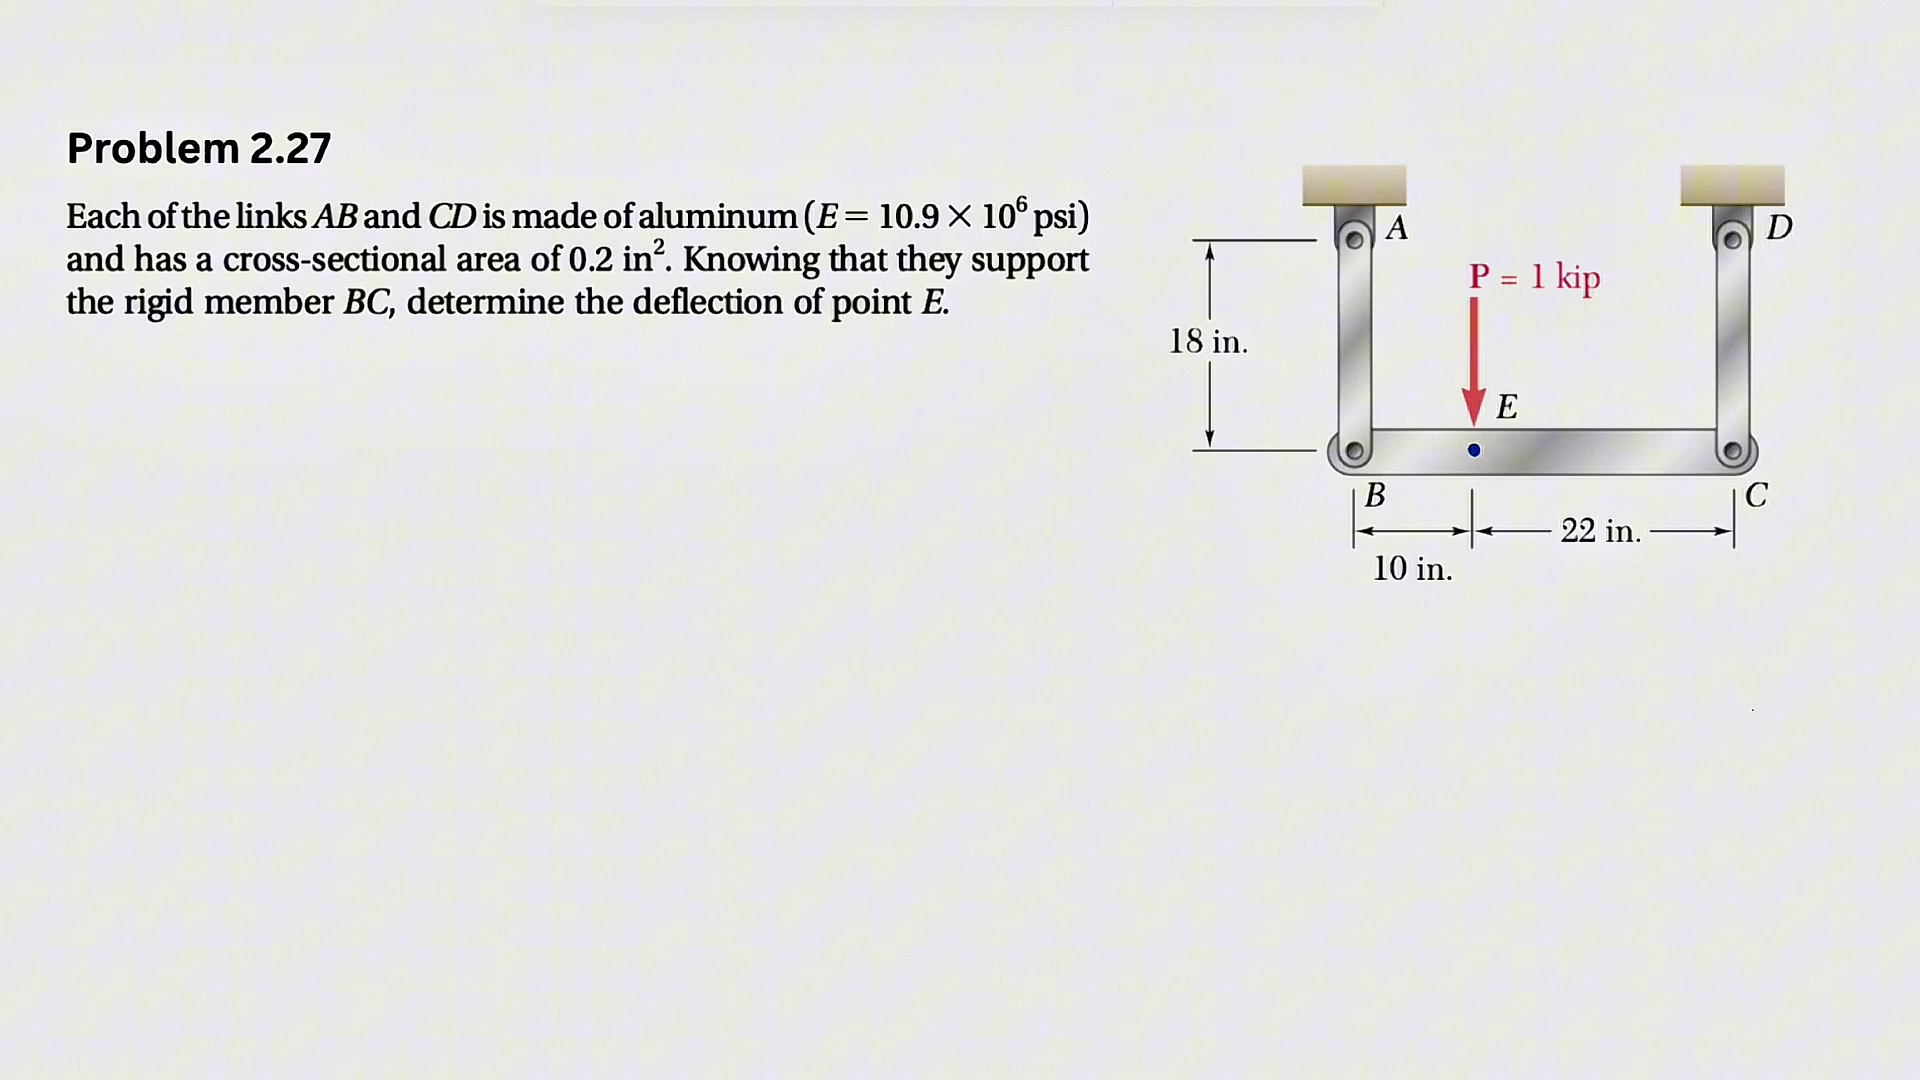 Problem 2.27
Each of the links AB and CD is made of aluminum (E = 10.9 × 10⁶ psi)
and has a cross-sectional area of 0.2 in². Knowing that they support
the rigid member BC, determine the deflection of point E.
A
D
P = 1 kip
18 in.
E
B
C
22 in.
10 in.